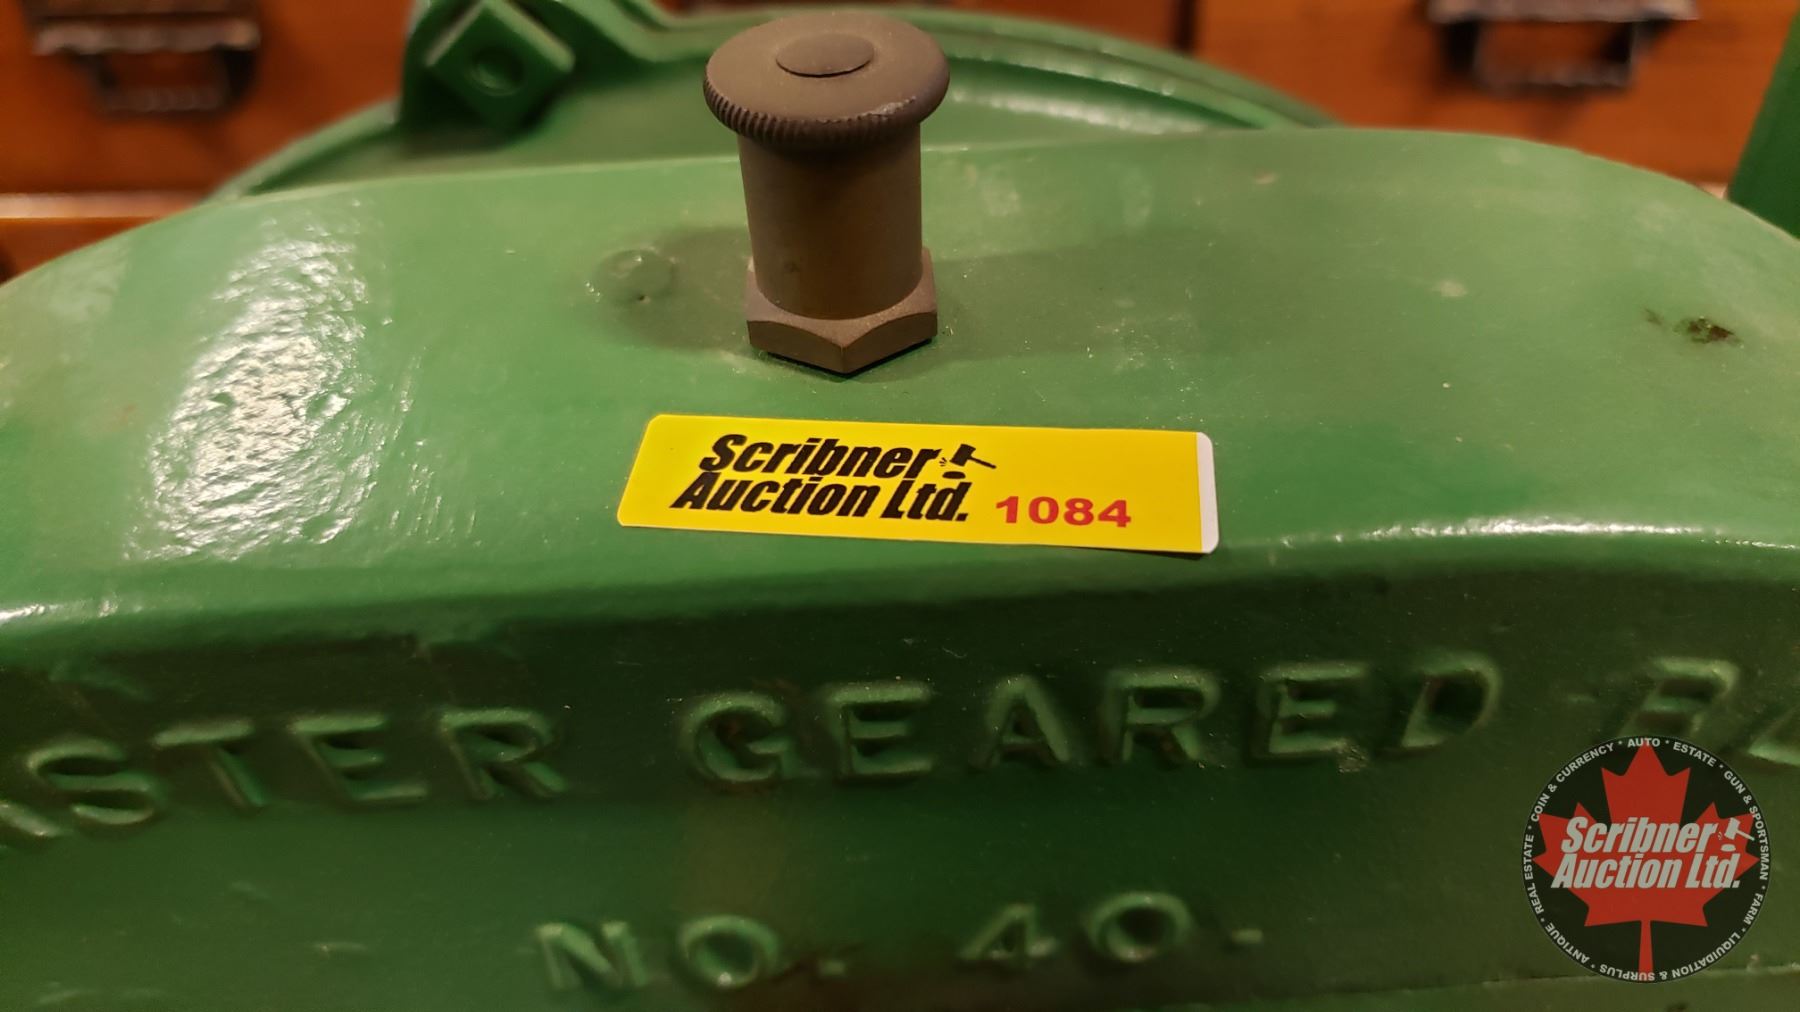 Scribner
Auction Ltd. 1084
STER GEARED
NO. 40-
Scribner
Auction Ltd.
ANTIQUE * REAL ESTATE * COIN & CURRENCY * AUTO * ESTATE * GUN & SPORTSMAN * FARM * LIQUIDATION & SURPLUS *